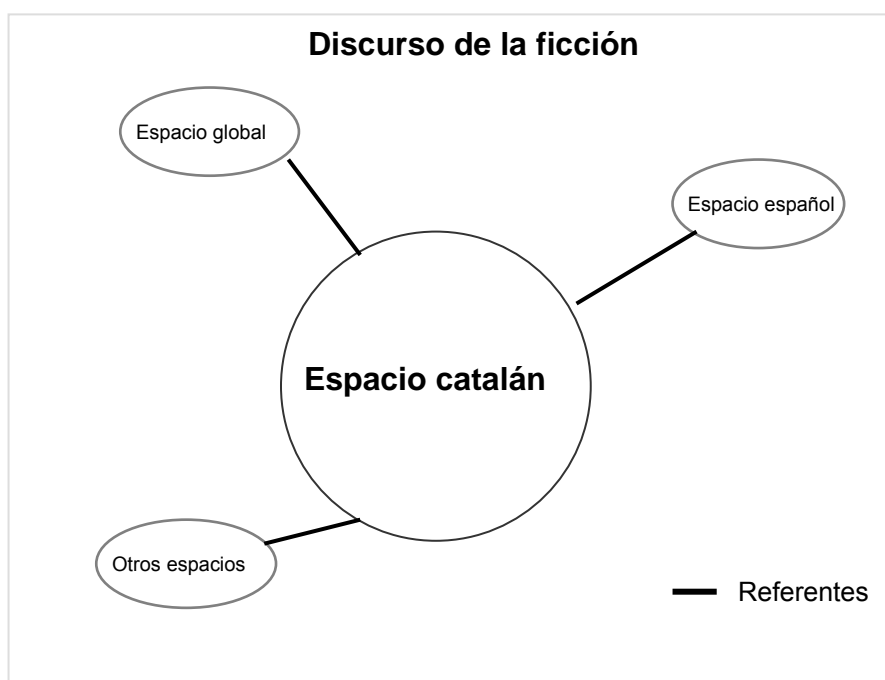 Discurso de la ficción
Espacio global
Espacio español
Espacio catalán
Otros espacios
Referentes